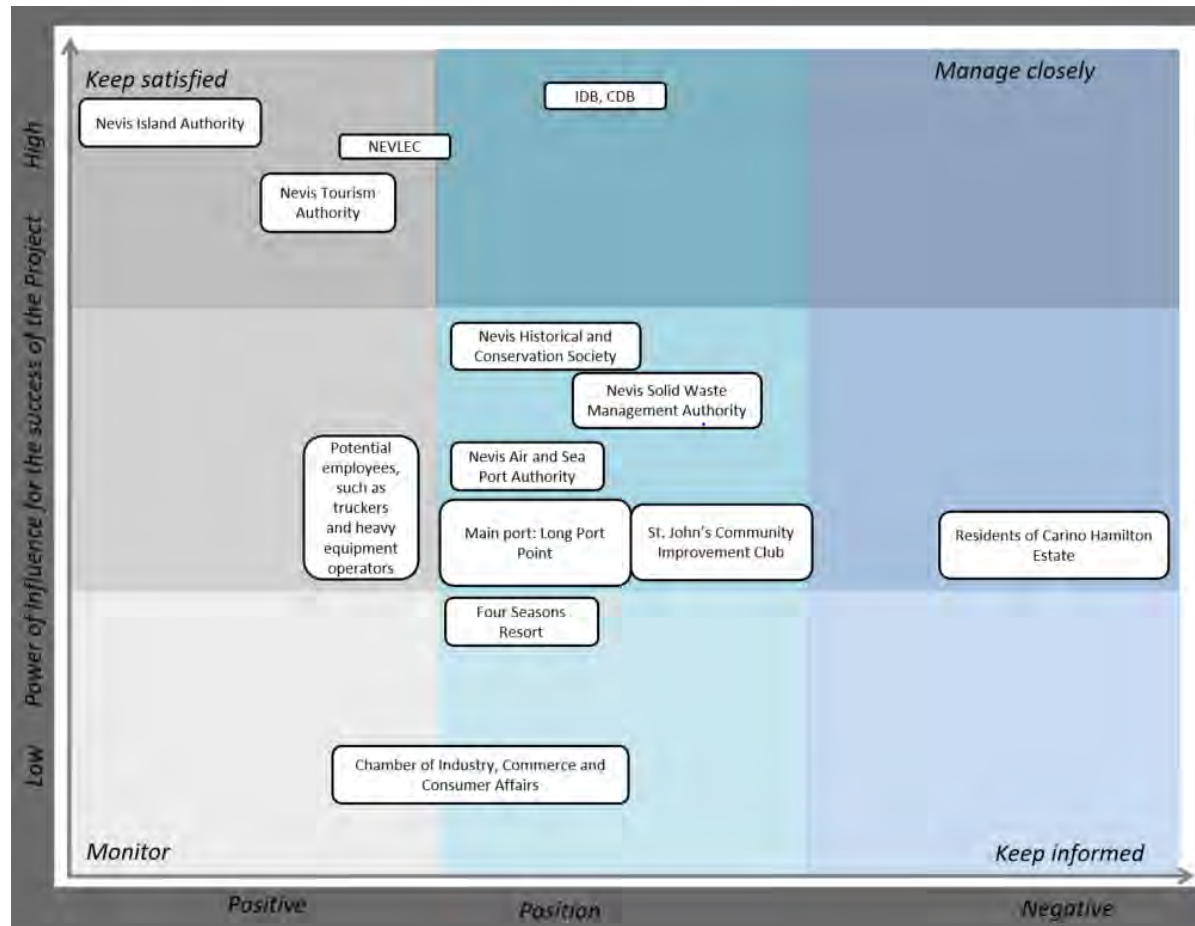 Keep satisfied
Manage closely
IDB, CDB
Nevis Island Authority
NEVLEC
Nevis Tourism
Authority
Nevis Historical and
Conservation Society
Nevis Solid Waste
Management Authority
Potential
employees,
such as
truckers
and heavy
equipment
operators
Nevis Air and Sea
Port Authority
Main port: Long Port
Point
St. John's Community
Improvement Club
Residents of Carino Hamilton
Estate
Four Seasons
Resort
Chamber of Industry, Commerce and
Consumer Affairs
Monitor
Keep informed
High
Power of influence for the success of the Project
Low
Positive
Position
Negative